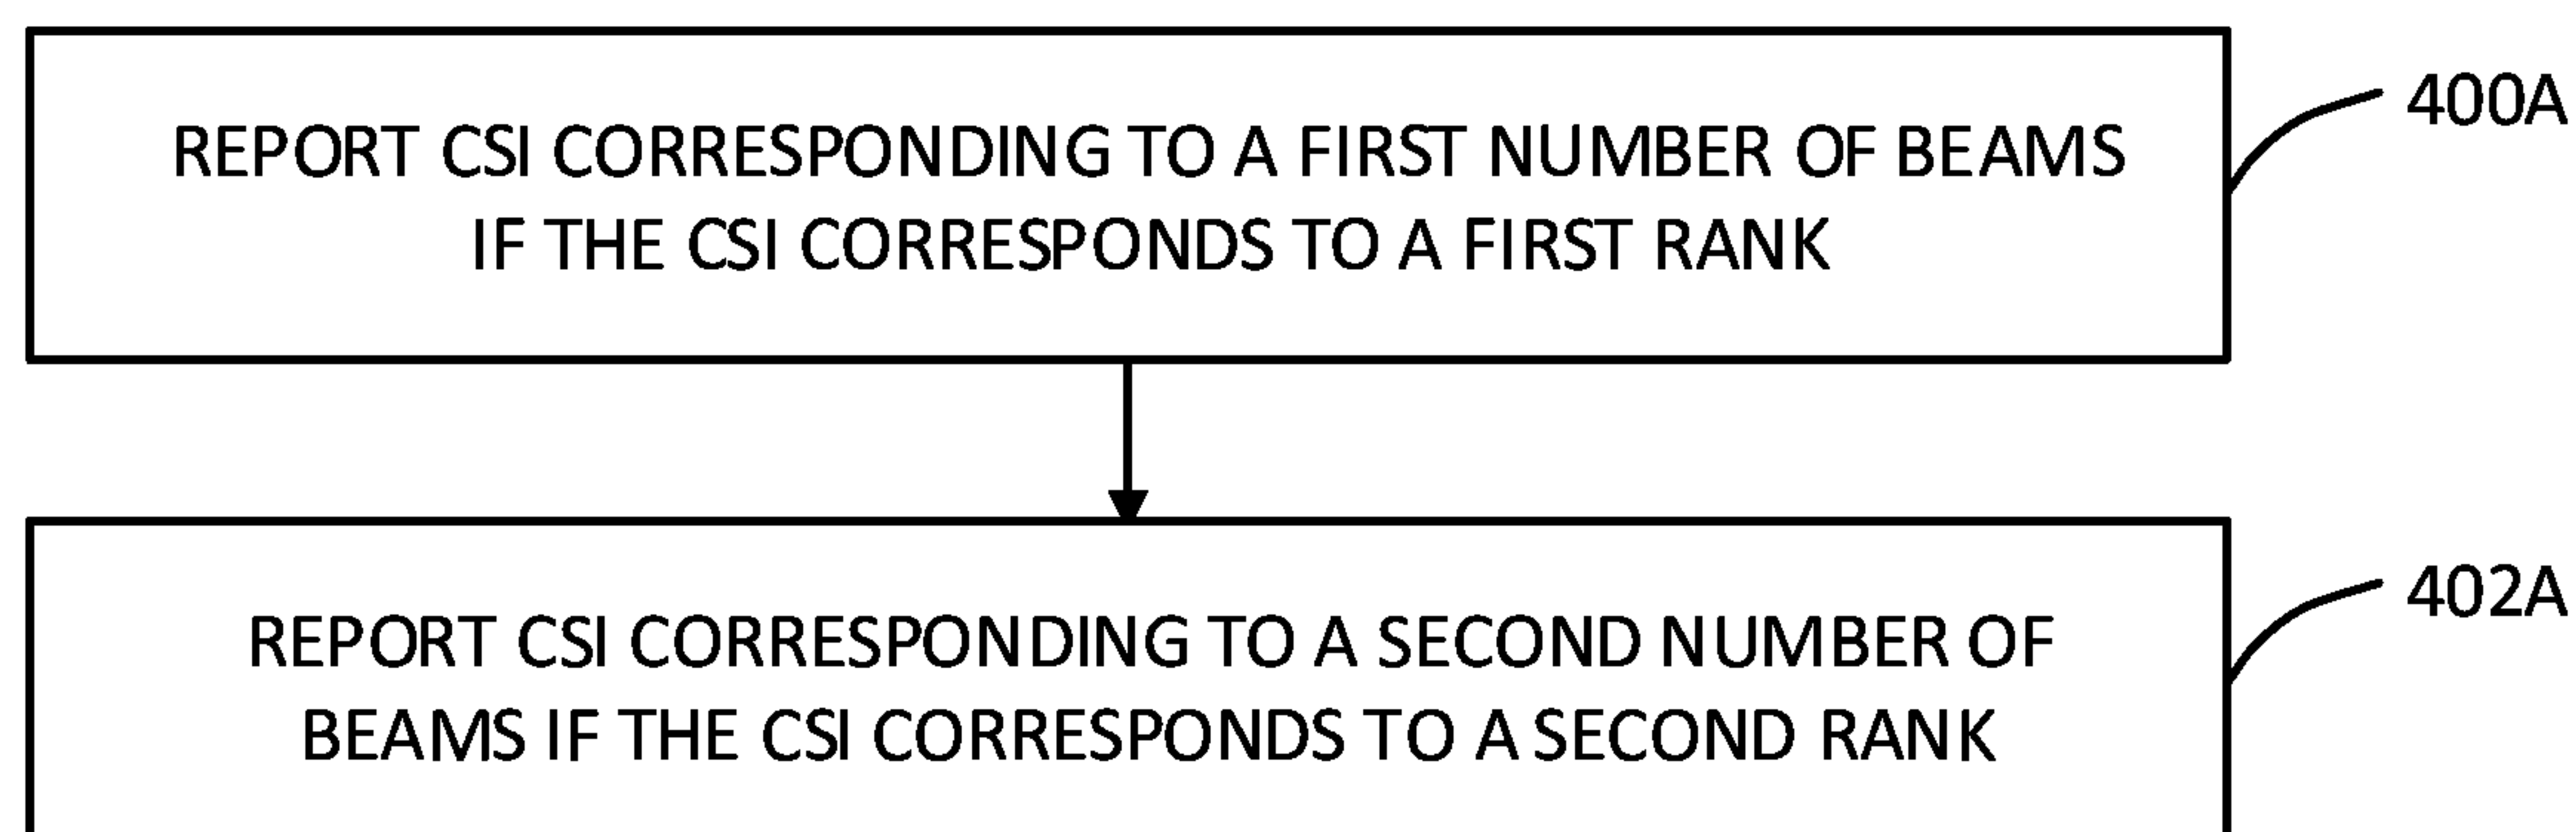 REPORT CSI CORRESPONDING TO A FIRST NUMBER OF BEAMS
IF THE CSI CORRESPONDS TO A FIRST RANK
400A
REPORT CSI CORRESPONDING TO A SECOND NUMBER OF
BEAMS IF THE CSI CORRESPONDS TO A SECOND RANK
402A